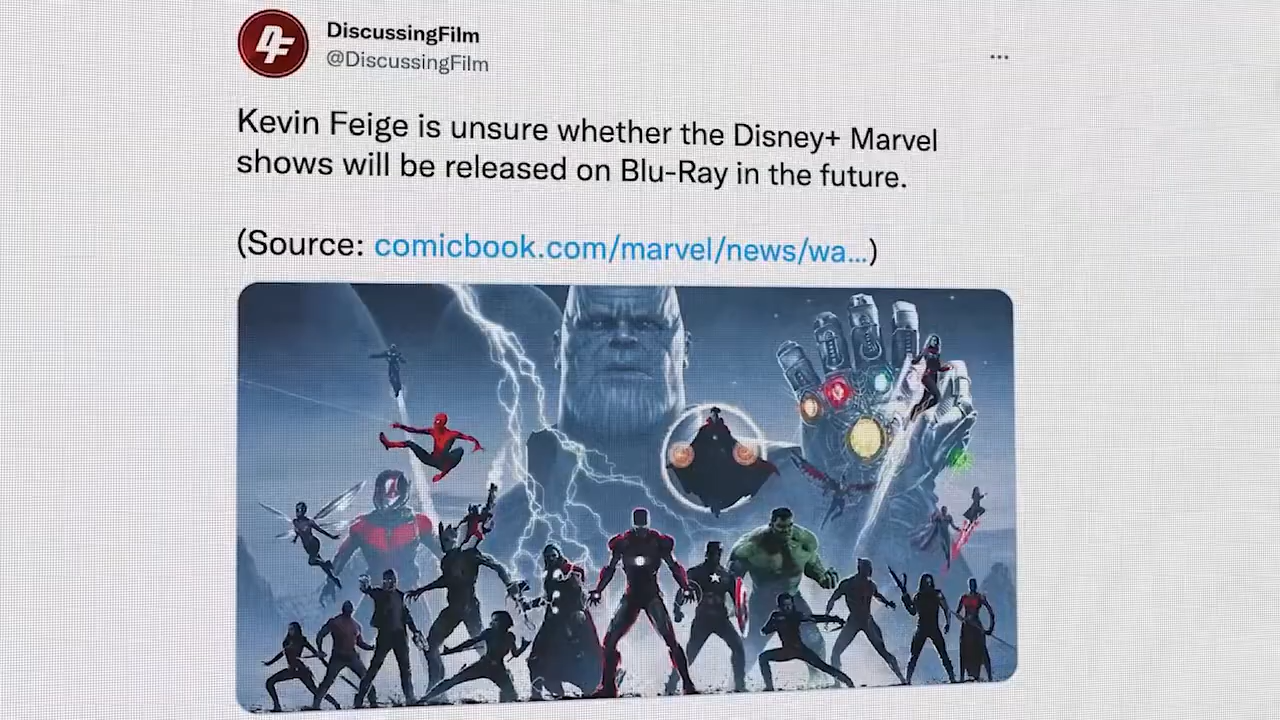 DiscussingFilm
@DiscussingFilm
Kevin Feige is unsure whether the Disney+ Marvel
shows will be released on Blu-Ray in the future.
(Source: comicbook.com/marvel/news/wa...)